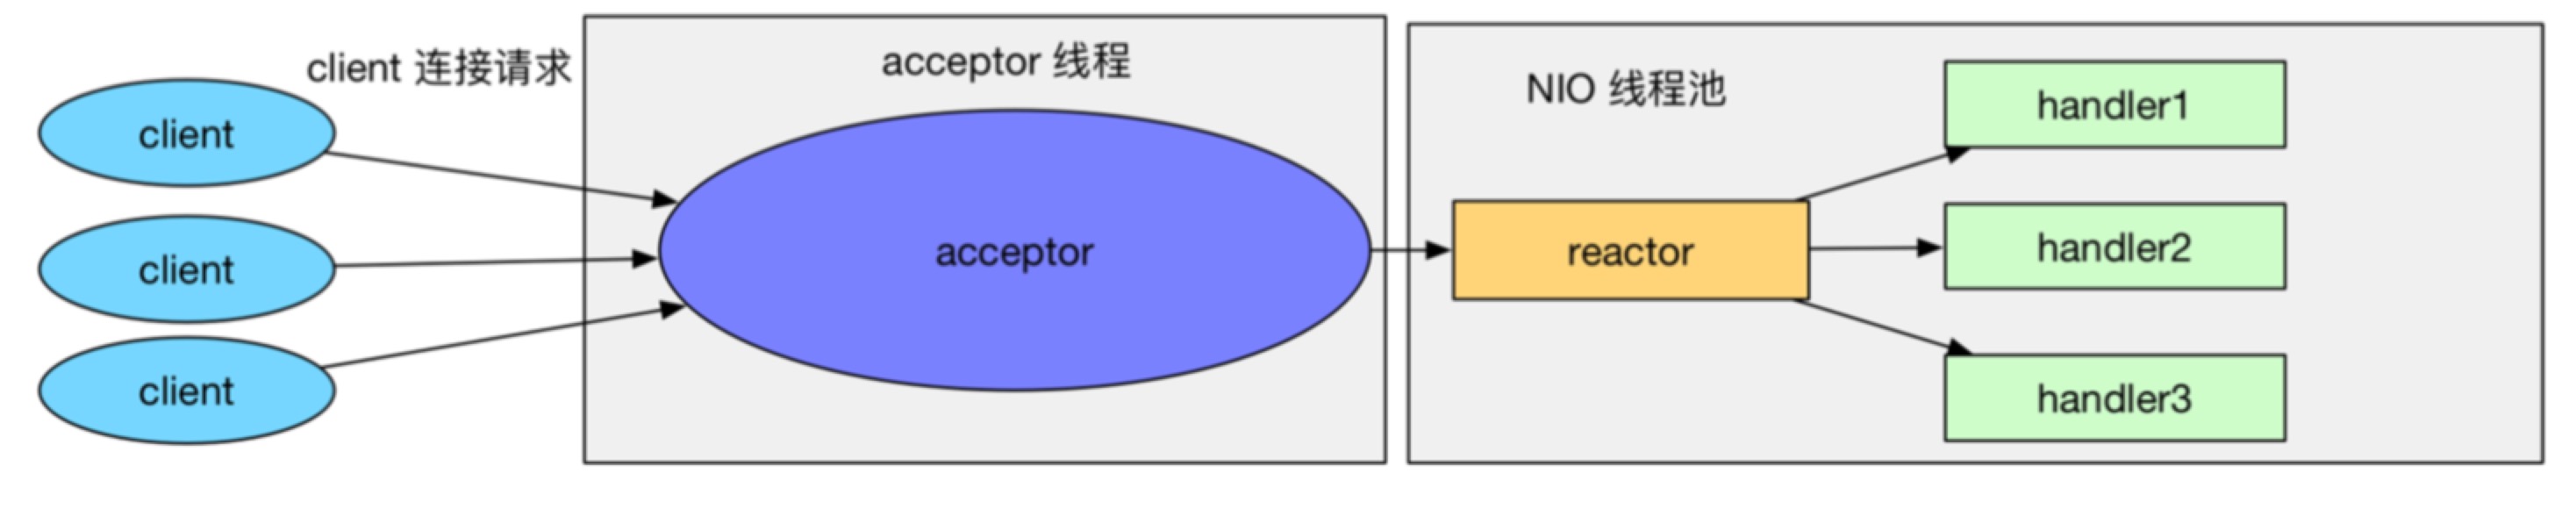 client 连接请求
client
client
client
acceptor 线程
acceptor
NIO 线程池
reactor
handler1
handler2
handler3